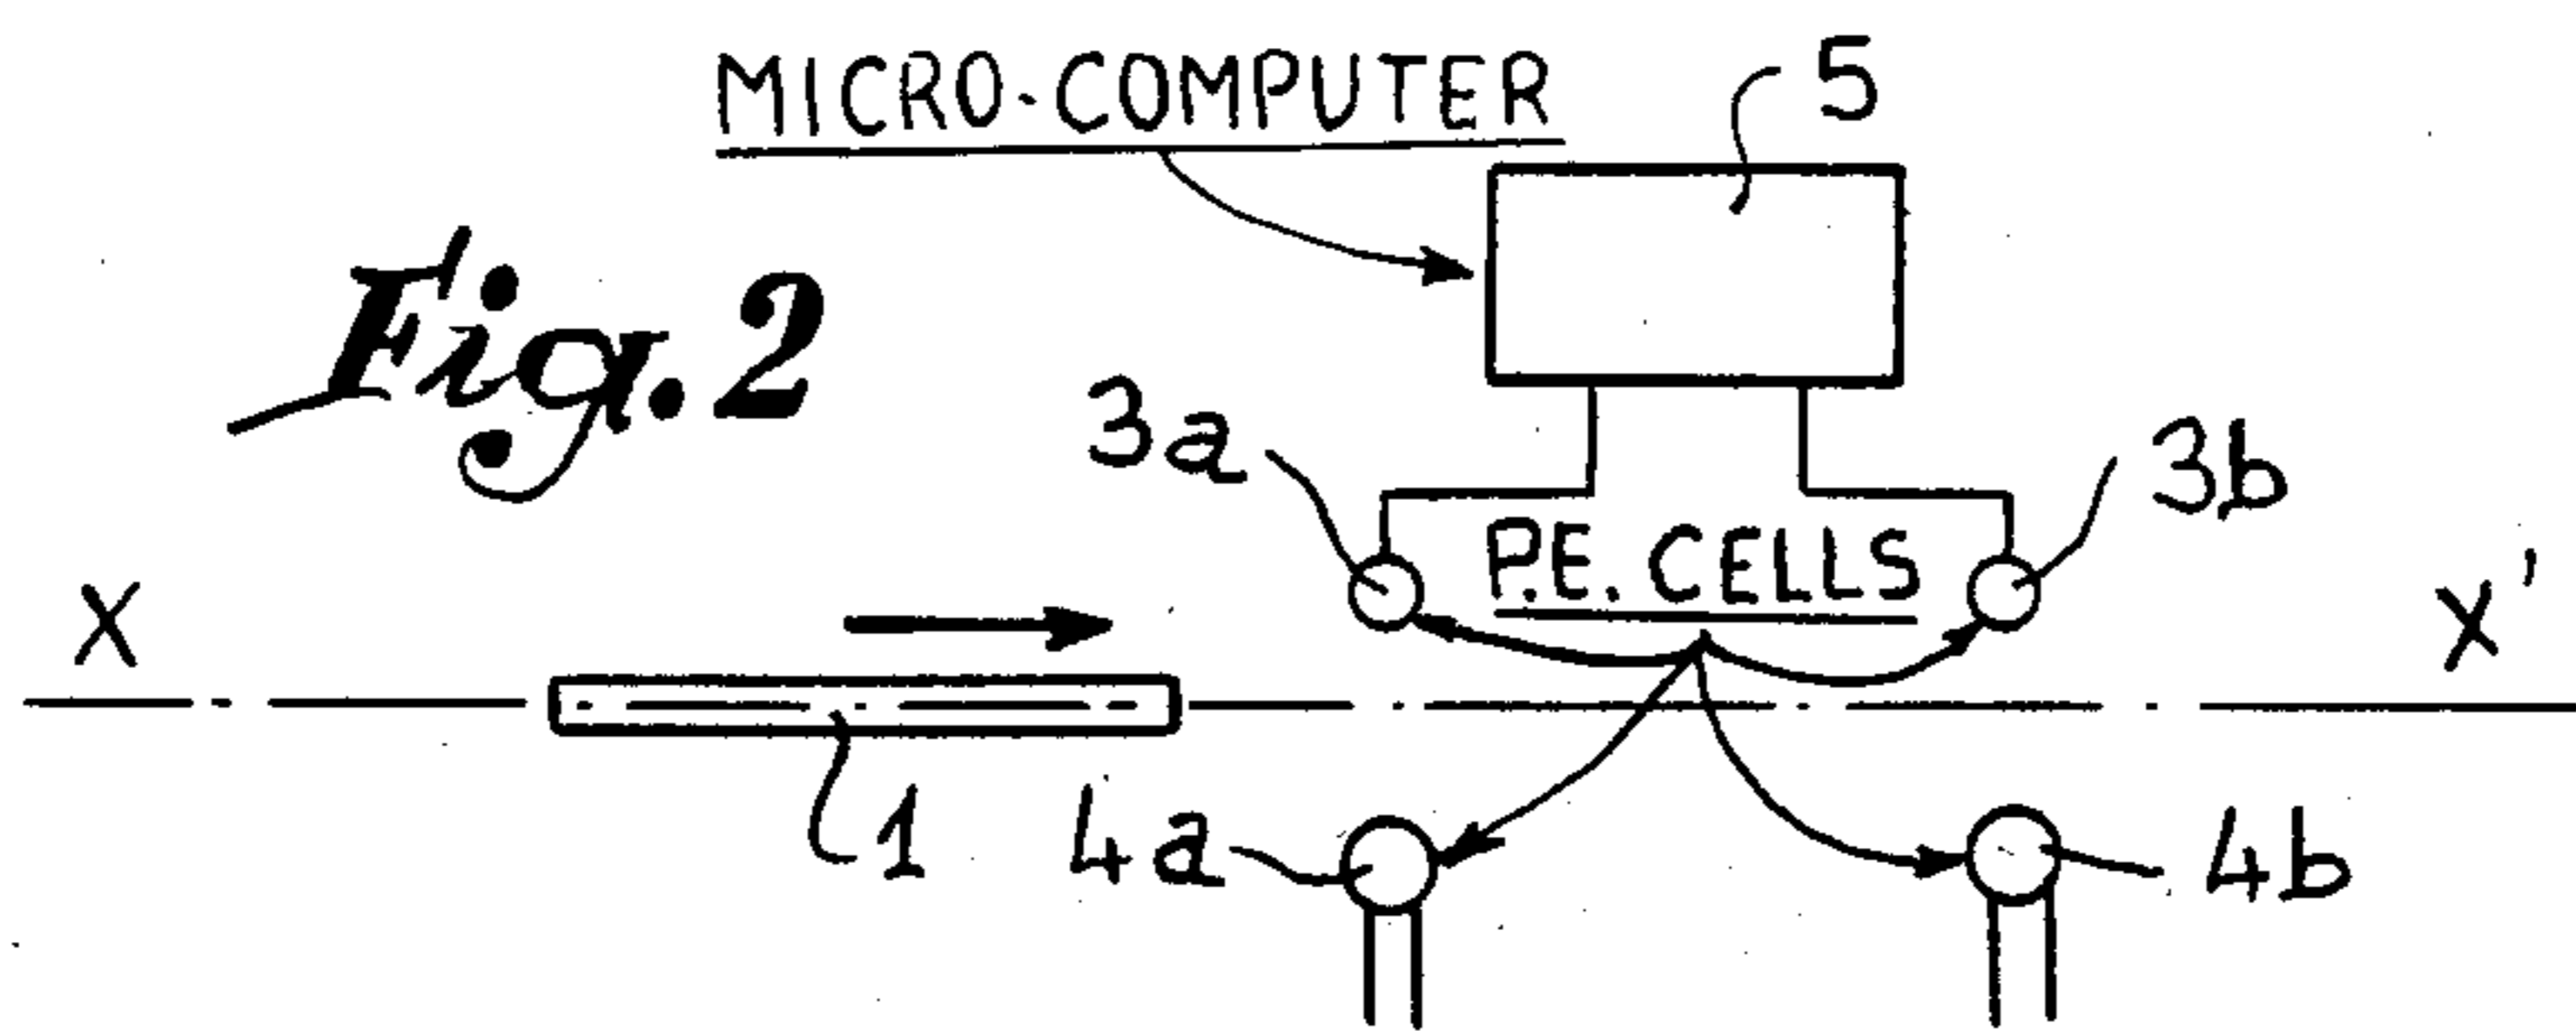 MICRO-COMPUTER
5
Fig. 2
3a
3b
P.E. CELLS
X
X'
1
4a
4b